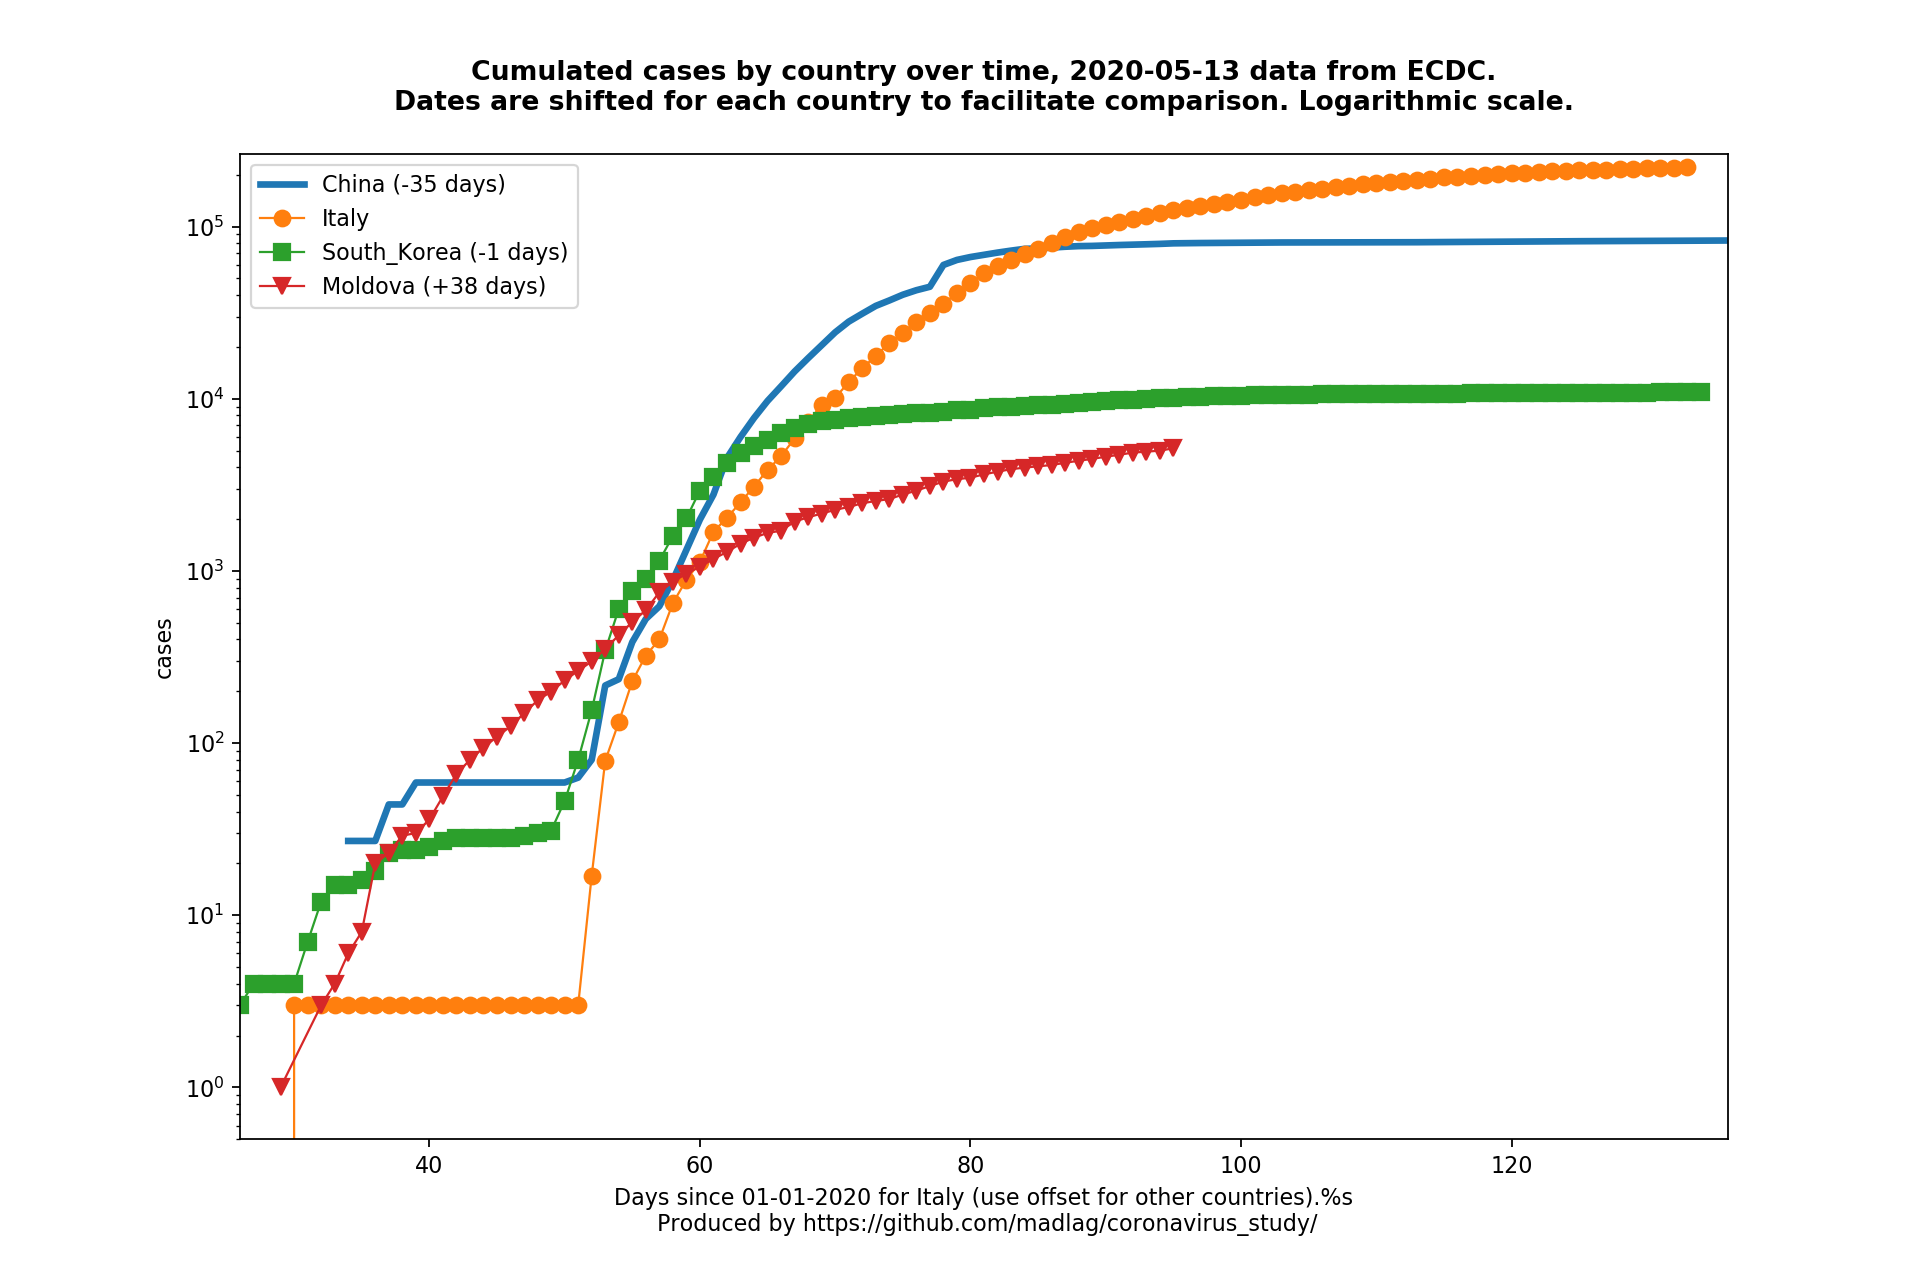 Cumulated cases by country over time, 2020-05-13 data from ECDC.
Dates are shifted for each country to facilitate comparison. Logarithmic scale.
China (-35 days)
Italy
South_Korea (-1 days)
Moldova (+38 days)
10^5
10^4
10^3
10^2
10^1
10^0
cases
40 60 80 100 120
Days since 01-01-2020 for Italy (use offset for other countries).%s
Produced by https://github.com/madlag/coronavirus_study/